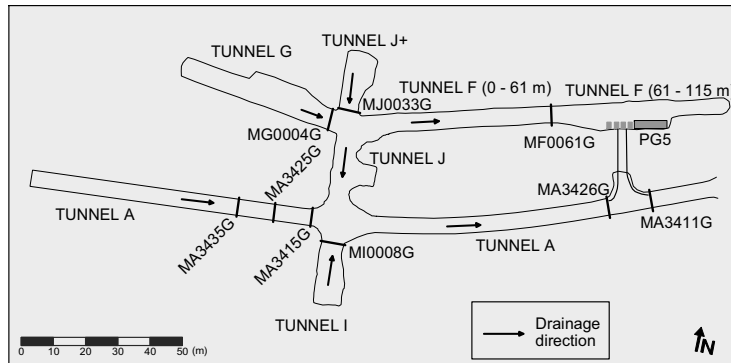 TUNNEL J+
TUNNEL G
TUNNEL F (0 - 61 m)
TUNNEL F (61 - 115 m)
MJ0033G
MG0004G
MF0061G
PG5
MA3425G
TUNNEL J
MA3426G
TUNNEL A
MA3435G
MA3415G
MI0008G
TUNNEL A
MA3411G
TUNNEL I
Drainage
direction
0 10 20 30 40 50 (m)
N